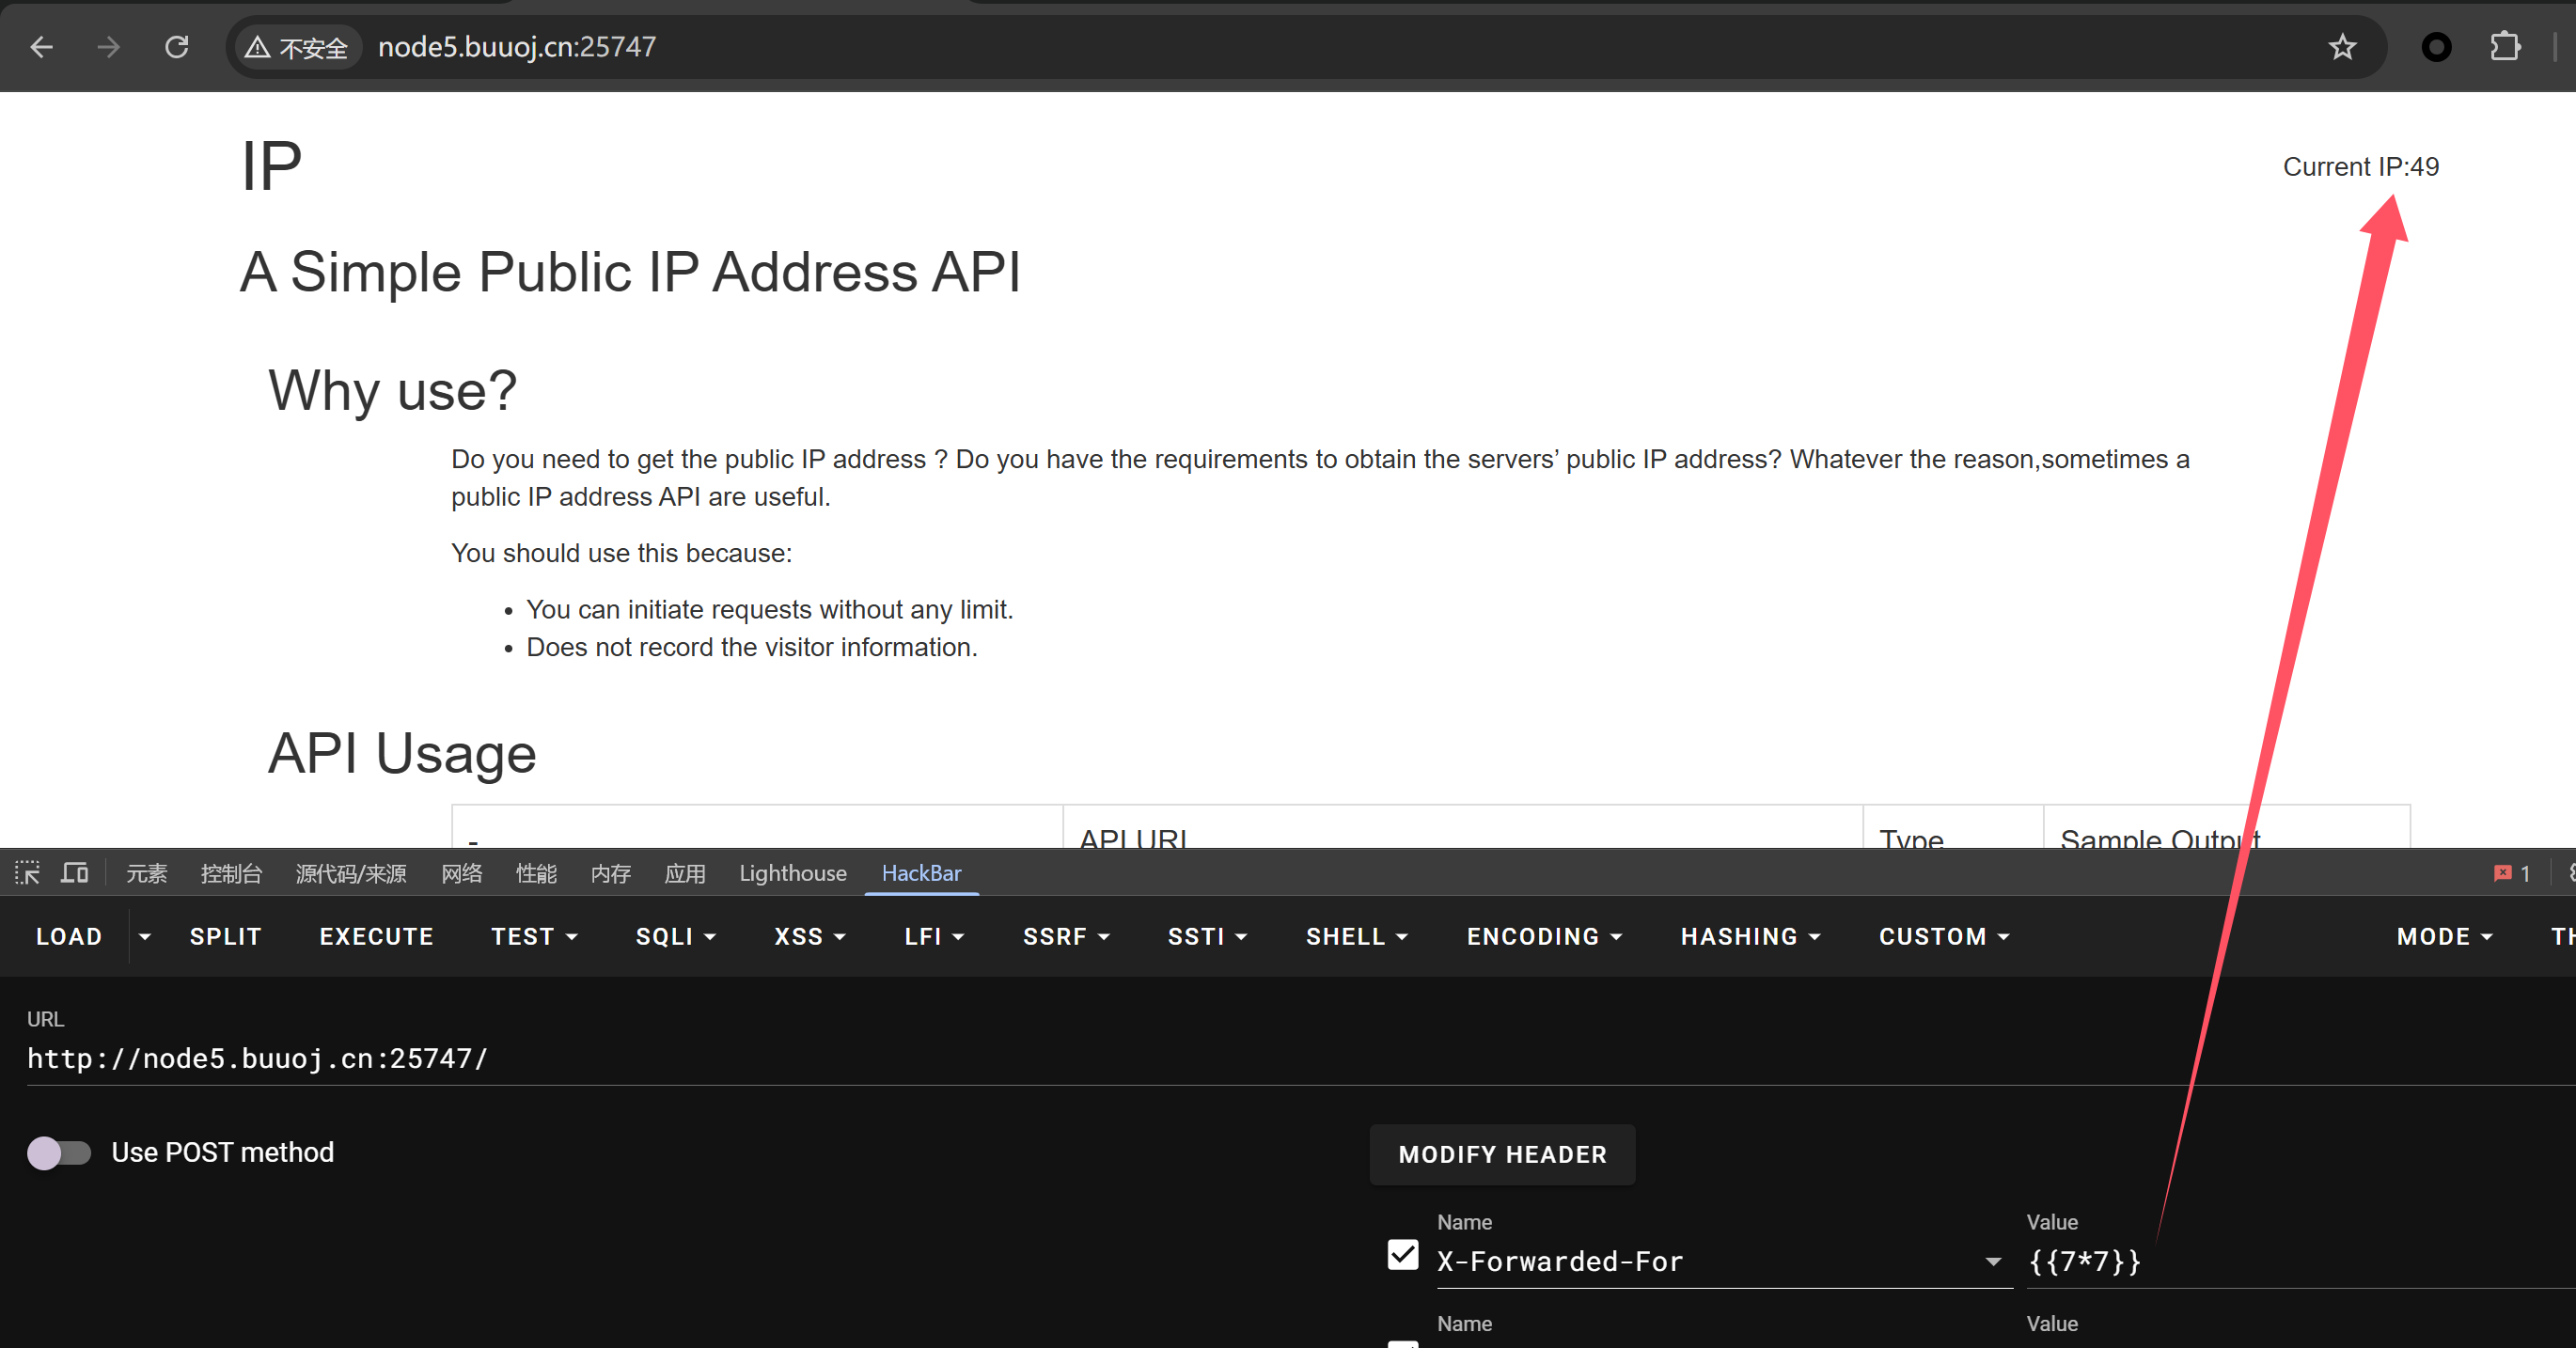 不安全 node5.buuoj.cn:25747
IP
Current IP:49
A Simple Public IP Address API
Why use?
Do you need to get the public IP address ? Do you have the requirements to obtain the servers’ public IP address? Whatever the reason,sometimes a
public IP address API are useful.
You should use this because:
• You can initiate requests without any limit.
• Does not record the visitor information.
API Usage
- API URI Type Sample Output
元素 控制台 源代码/来源 网络 性能 内存 应用 Lighthouse HackBar 1
LOAD SPLIT EXECUTE TEST SQLI XSS LFI SSRF SSTI SHELL ENCODING HASHING CUSTOM MODE
URL
http://node5.buuoj.cn:25747/
Use POST method
MODIFY HEADER
Name Value
X-Forwarded-For {{7*7}}
Name Value